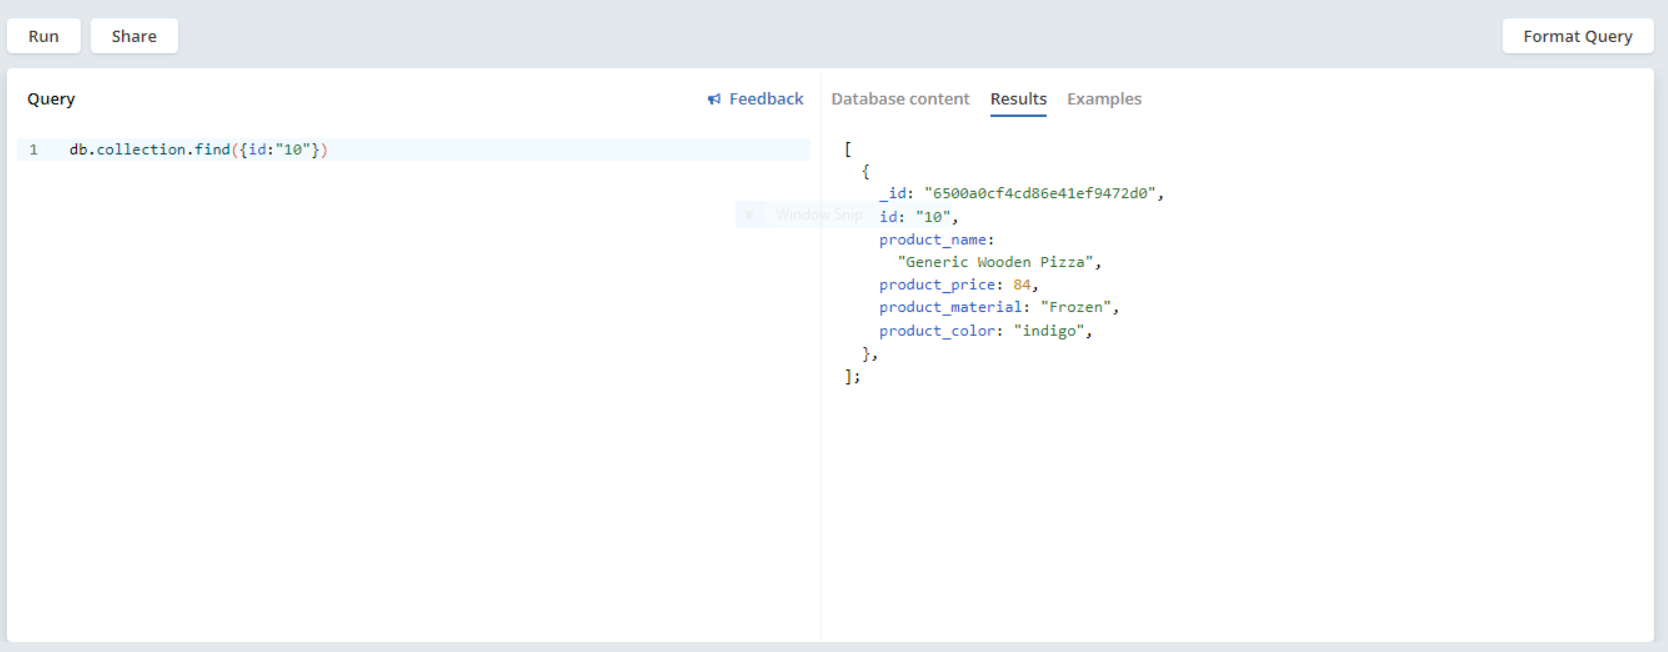 Run
Share
Format Query
Query
Feedback
Database content
Results
Examples
1 db.collection.find({id:"10"})
[
{
_id: "6500a0cf4cd86e41ef9472d0",
Window Snip
id: "10",
product_name:
"Generic Wooden Pizza",
product_price: 84,
product_material: "Frozen",
product_color: "indigo",
},
];